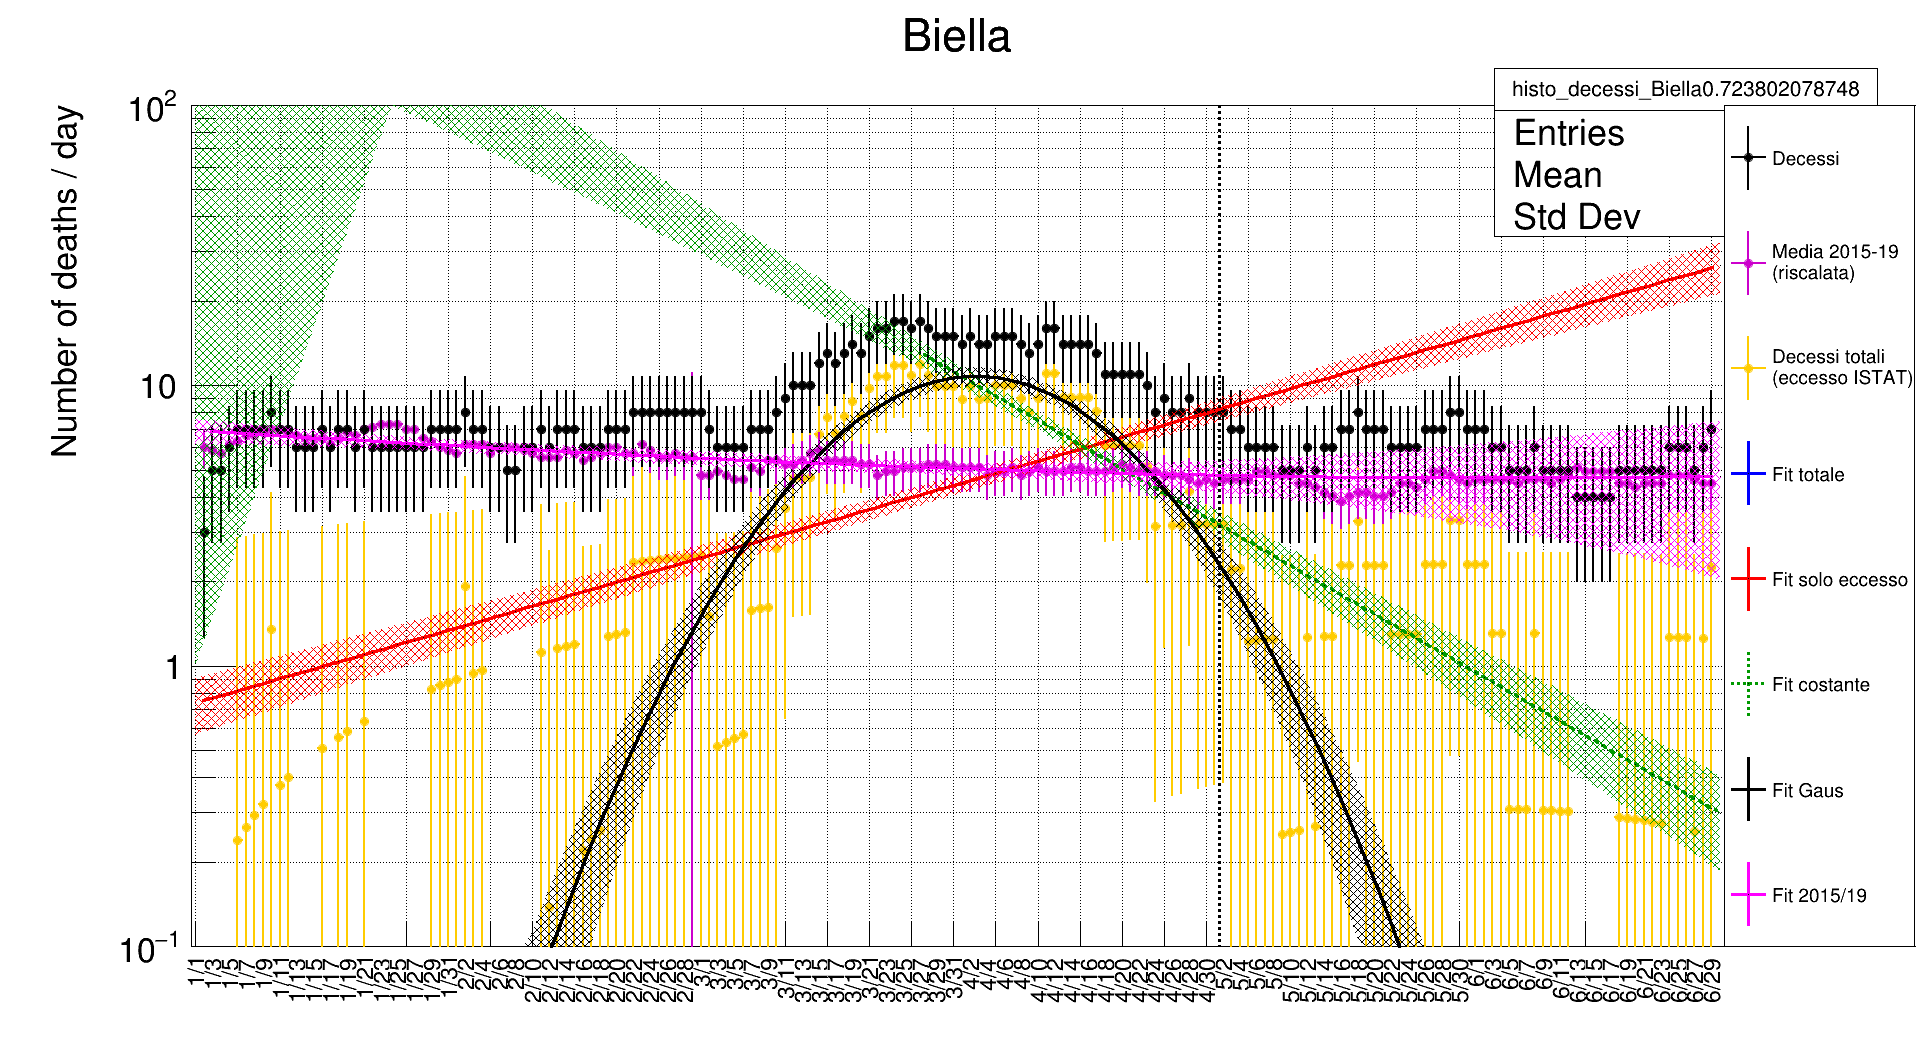 Biella
histo_decessi_Biella0.723802078748
Entries
Mean
Std Dev
Number of deaths / day
10²
10
1
10⁻¹
Decessi
Media 2015-19
(riscalata)
Decessi totali
(eccesso ISTAT)
Fit totale
Fit solo eccesso
Fit costante
Fit Gaus
Fit 2015/19
1/1 1/3 1/5 1/7 1/9 1/11 1/13 1/15 1/17 1/19 1/21 1/23 1/25 1/27 1/29 1/31 2/2 2/4 2/6 2/8 2/10 2/12 2/14 2/16 2/18 2/20 2/22 2/24 2/26 2/28 3/1 3/3 3/5 3/7 3/9 3/11 3/13 3/15 3/17 3/19 3/21 3/23 3/25 3/27 3/29 3/31 4/2 4/4 4/6 4/8 4/10 4/12 4/14 4/16 4/18 4/20 4/22 4/24 4/26 4/28 4/30 5/2 5/4 5/6 5/8 5/10 5/12 5/14 5/16 5/18 5/20 5/22 5/24 5/26 5/28 5/30 6/1 6/3 6/5 6/7 6/9 6/11 6/13 6/15 6/17 6/19 6/21 6/23 6/25 6/27 6/29